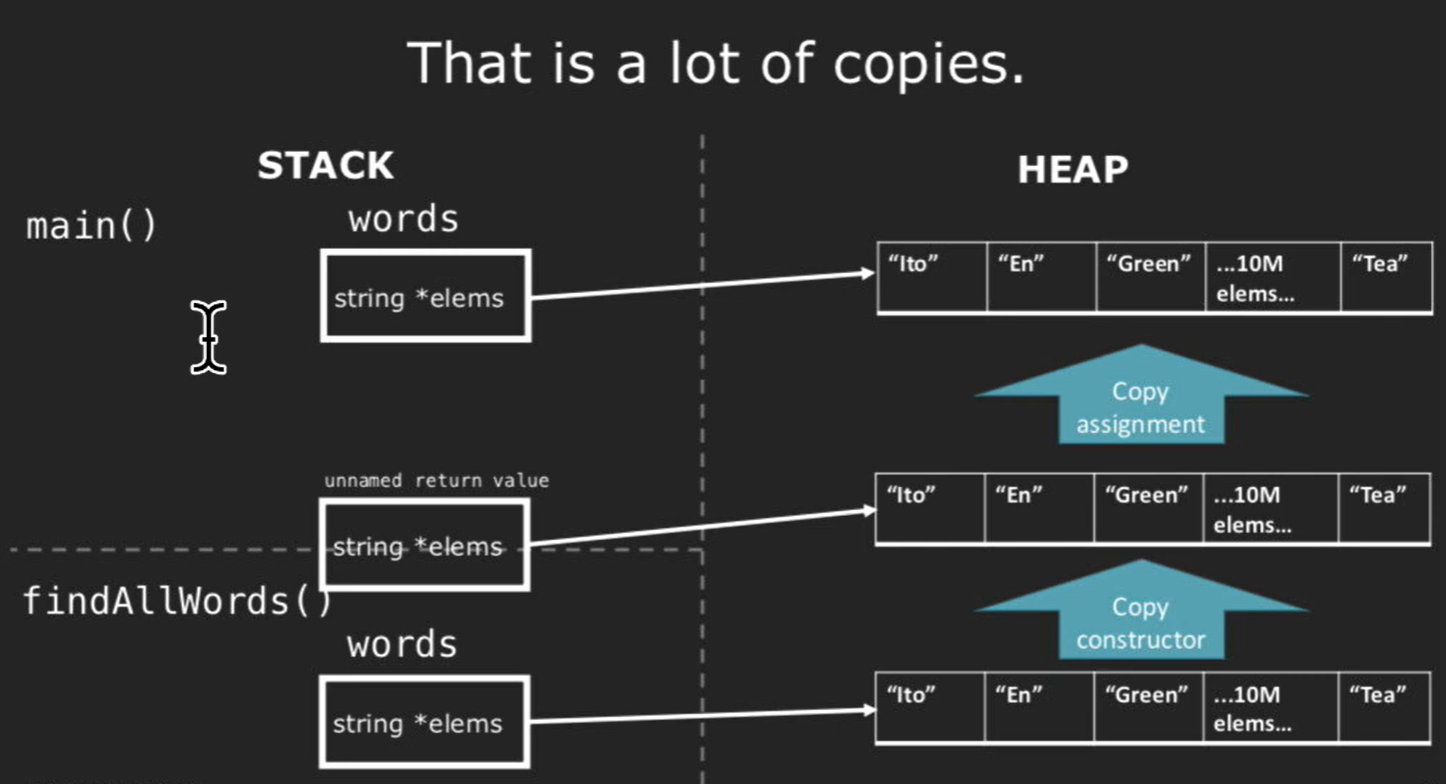 That is a lot of copies.
STACK
HEAP
main()
words
string *elems
“Ito”
“En”
“Green”
...10M
elems...
“Tea”
Copy
assignment
unnamed return value
string *elems
“Ito”
“En”
“Green”
...10M
elems...
“Tea”
findAllWords()
Copy
constructor
words
string *elems
“Ito”
“En”
“Green”
...10M
elems...
“Tea”